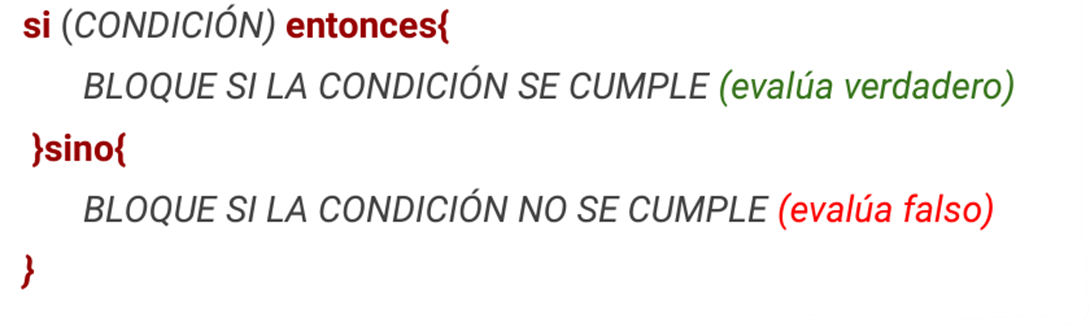 si (CONDICIÓN) entonces{
BLOQUE SI LA CONDICIÓN SE CUMPLE (evalúa verdadero)
}sino{
BLOQUE SI LA CONDICIÓN NO SE CUMPLE (evalúa falso)
}